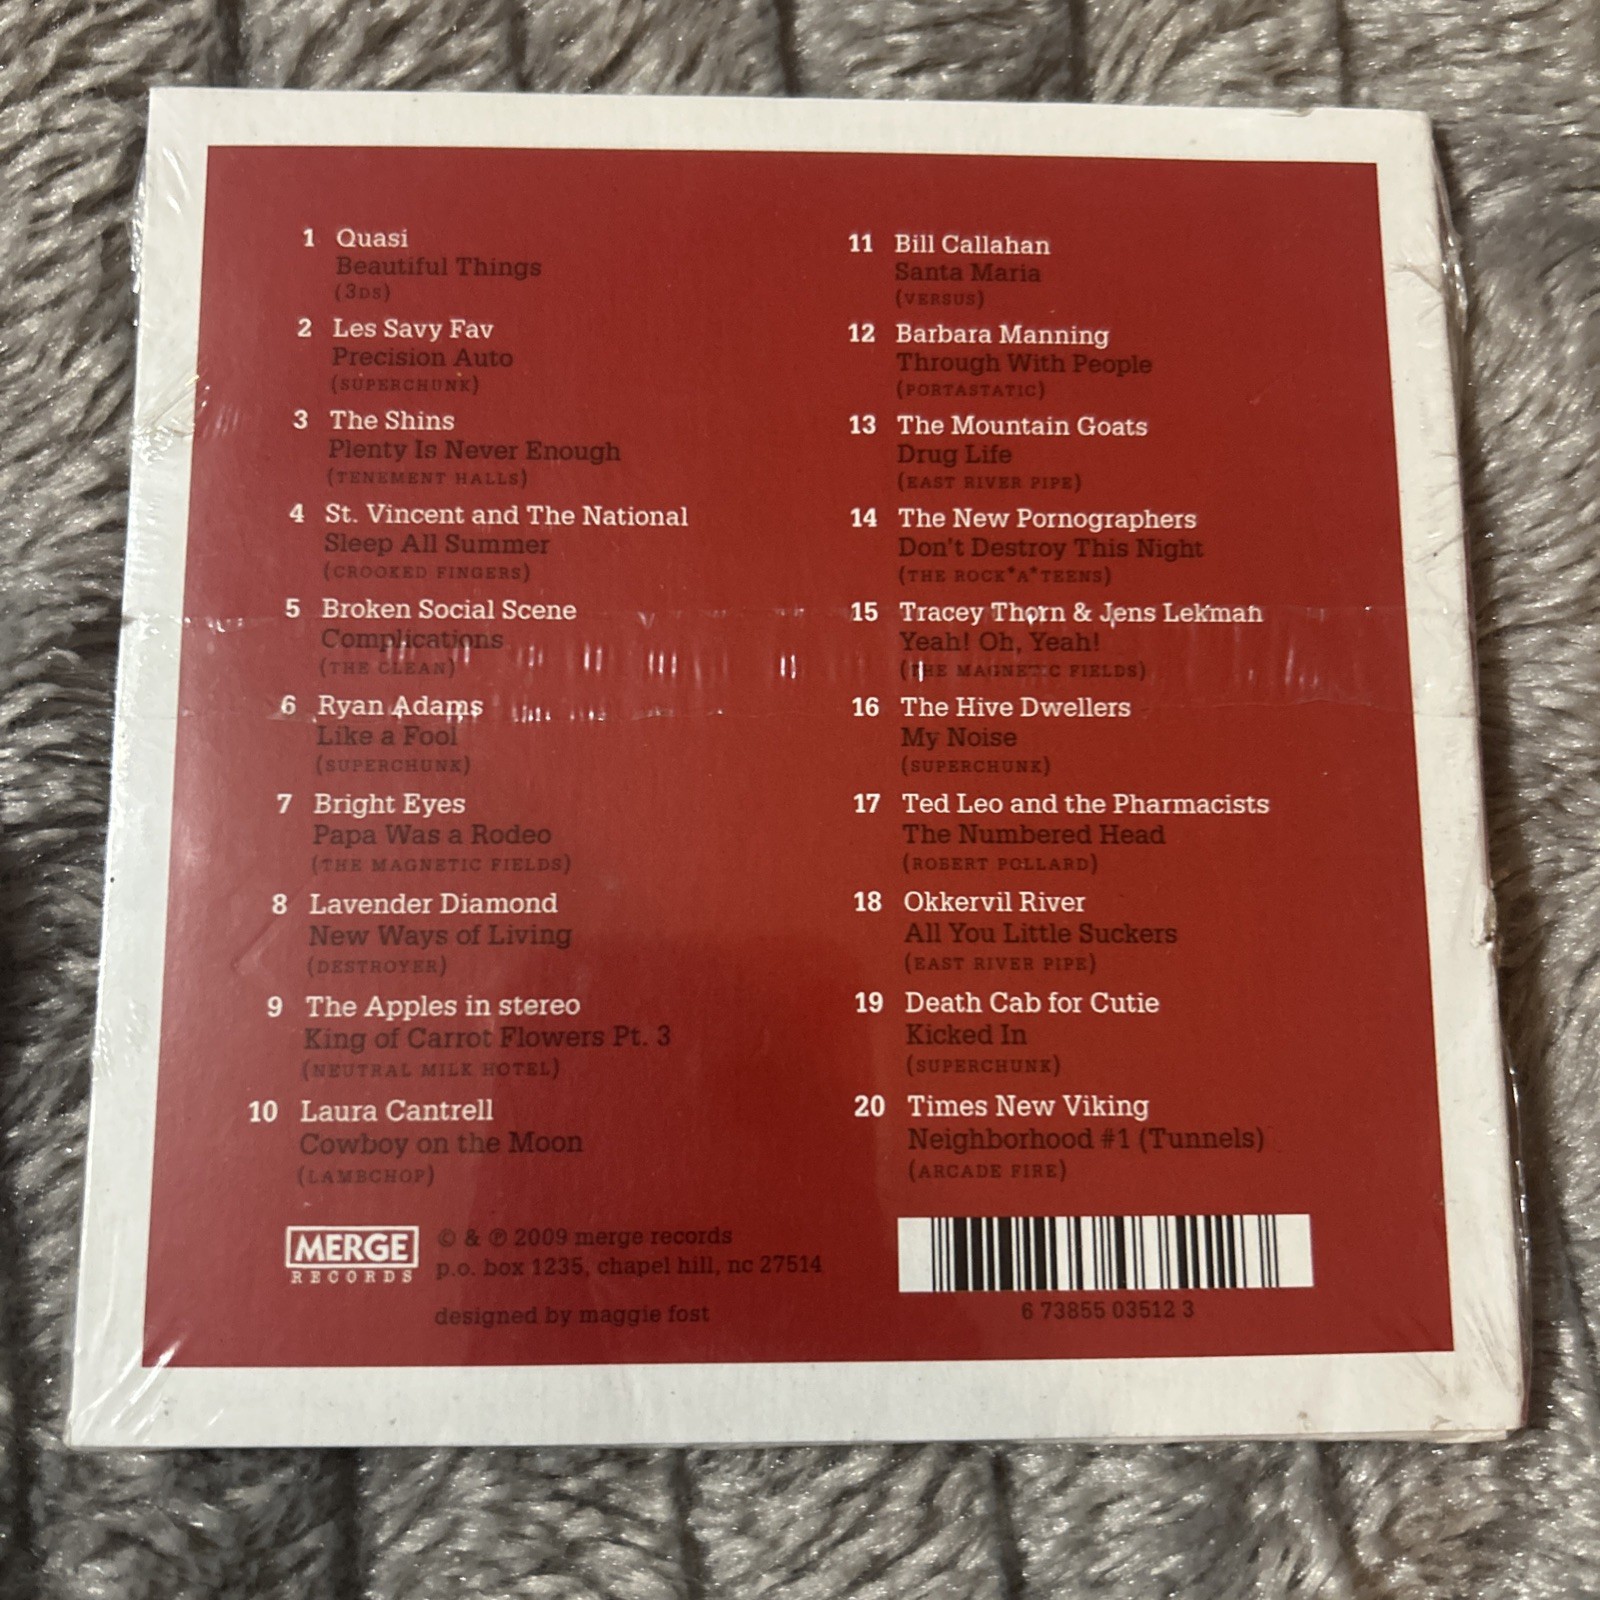 1 Quasi
Beautiful Things
(3DS)
2 Les Savy Fav
Precision Auto
(SUPERCHUNK)
3 The Shins
Plenty Is Never Enough
(TENEMENT HALLS)
4 St. Vincent and The National
Sleep All Summer
(CROOKED FINGERS)
5 Broken Social Scene
Complications
(THE CLEAN)
6 Ryan Adams
Like a Fool
(SUPERCHUNK)
7 Bright Eyes
Papa Was a Rodeo
(THE MAGNETIC FIELDS)
8 Lavender Diamond
New Ways of Living
(DESTROYER)
9 The Apples in stereo
King of Carrot Flowers Pt. 3
(NEUTRAL MILK HOTEL)
10 Laura Cantrell
Cowboy on the Moon
(LAMBCHOP)
11 Bill Callahan
Santa Maria
(VERSUS)
12 Barbara Manning
Through With People
(PORTASTATIC)
13 The Mountain Goats
Drug Life
(EAST RIVER PIPE)
14 The New Pornographers
Don't Destroy This Night
(THE ROCK*A*TEENS)
15 Tracey Thorn & Jens Lekman
Yeah! Oh, Yeah!
(THE MAGNETIC FIELDS)
16 The Hive Dwellers
My Noise
(SUPERCHUNK)
17 Ted Leo and the Pharmacists
The Numbered Head
(ROBERT POLLARD)
18 Okkervil River
All You Little Suckers
(EAST RIVER PIPE)
19 Death Cab for Cutie
Kicked In
(SUPERCHUNK)
20 Times New Viking
Neighborhood #1 (Tunnels)
(ARCADE FIRE)
MERGE
RECORDS
© & ℗ 2009 merge records
p.o. box 1235, chapel hill, nc 27514
designed by maggie fost
6 73855 03512 3